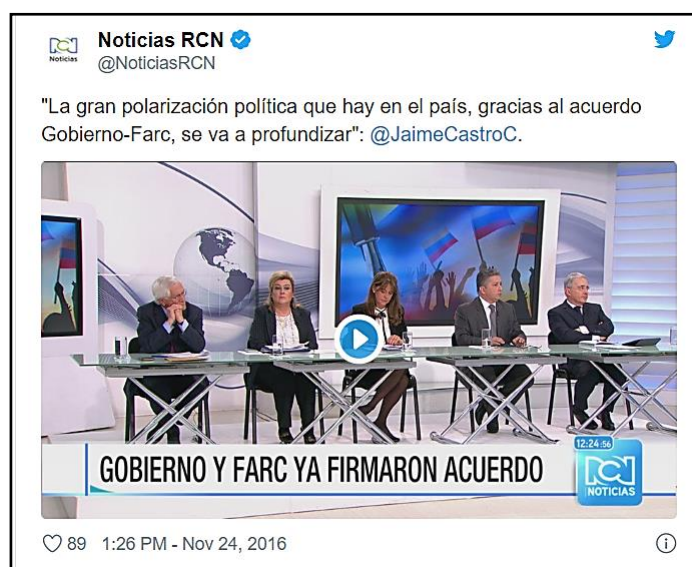 Noticias RCN
@NoticiasRCN
"La gran polarización política que hay en el país, gracias al acuerdo
Gobierno-Farc, se va a profundizar": @JaimeCastroC.
GOBIERNO Y FARC YA FIRMARON ACUERDO
12:24:56
RCN
NOTICIAS
89 1:26 PM - Nov 24, 2016